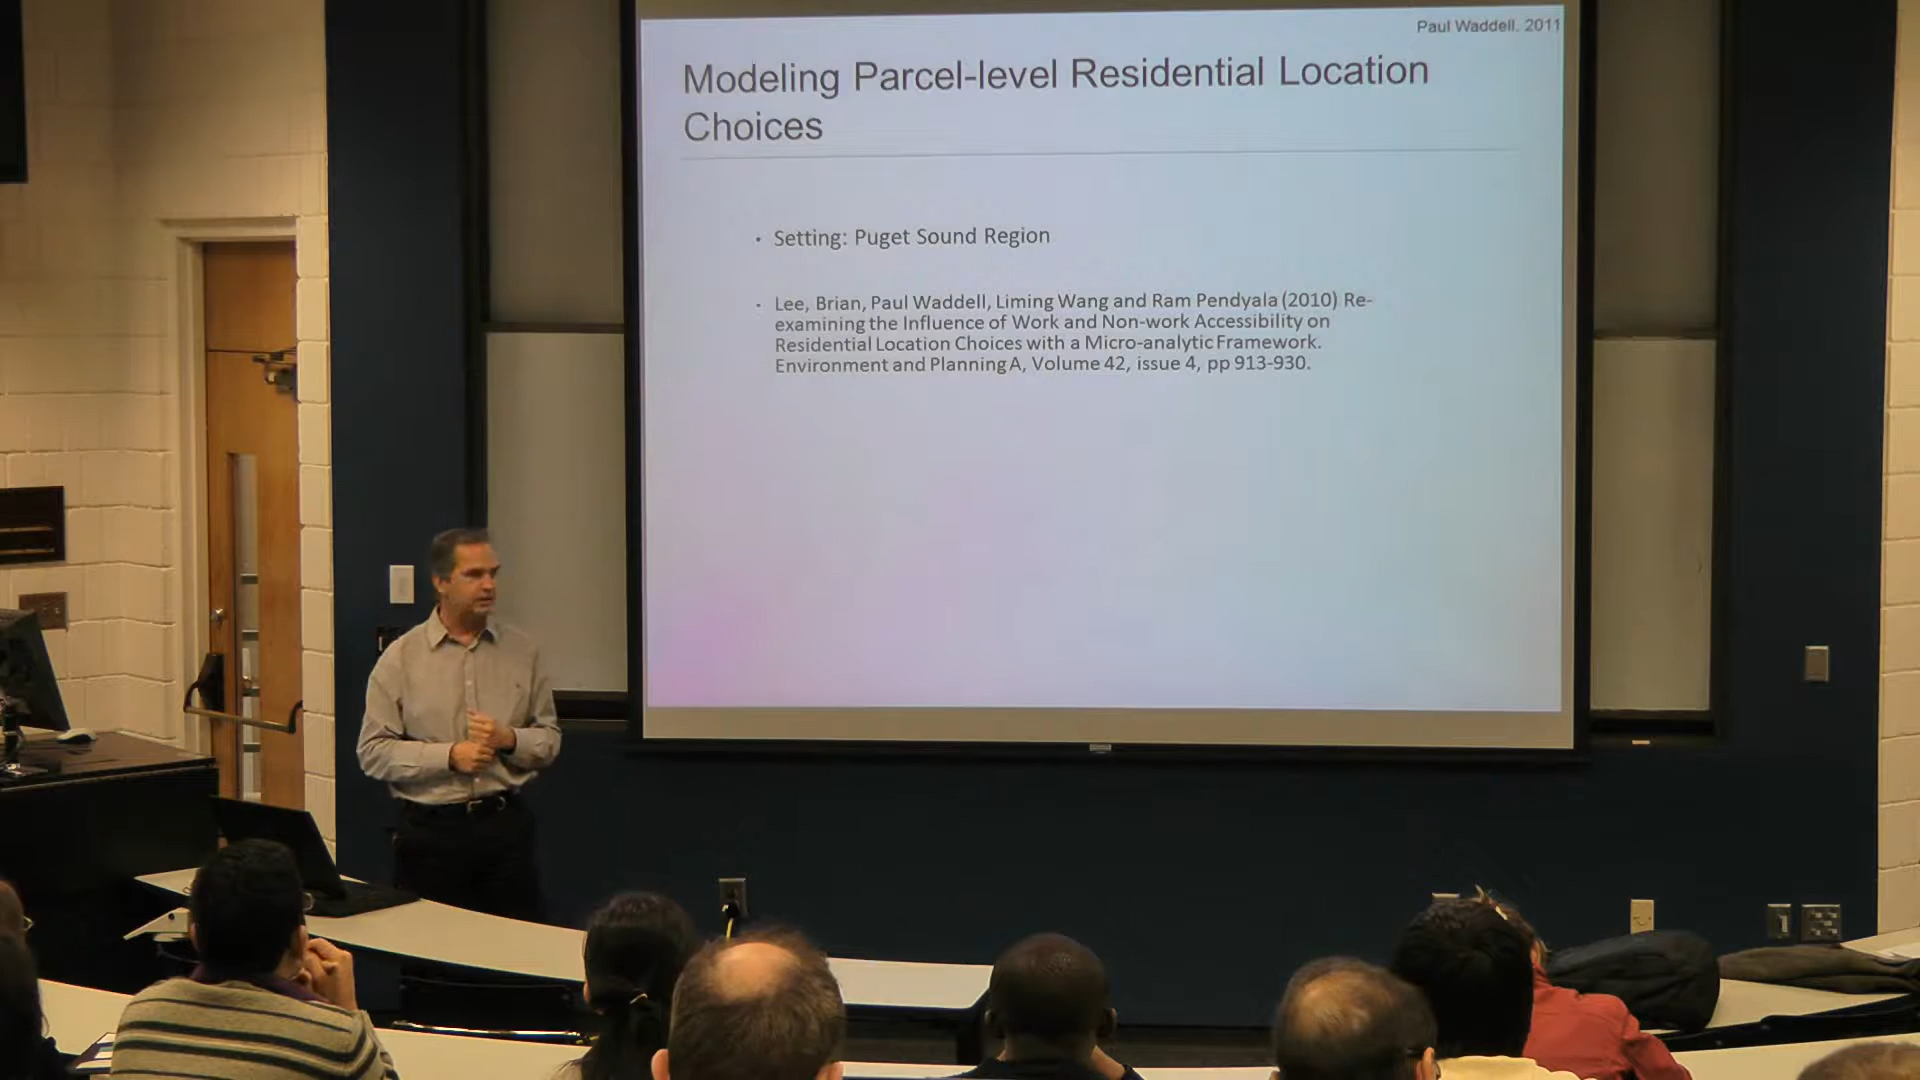 Paul Waddell. 2011
Modeling Parcel-level Residential Location
Choices
• Setting: Puget Sound Region
• Lee, Brian, Paul Waddell, Liming Wang and Ram Pendyala (2010) Re-
examining the Influence of Work and Non-work Accessibility on
Residential Location Choices with a Micro-analytic Framework.
Environment and Planning A, Volume 42, issue 4, pp 913-930.